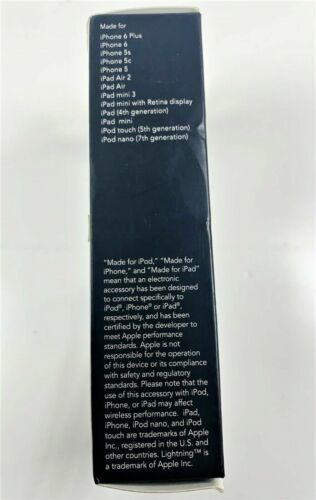 Made for
iPhone 6 Plus
iPhone 6
iPhone 5s
iPhone 5c
iPhone 5
iPad Air 2
iPad Air
iPad mini 3
iPad mini with Retina display
iPad (4th generation)
iPad mini
iPod touch (5th generation)
iPod nano (7th generation)
"Made for iPod," "Made for
iPhone," and "Made for iPad"
mean that an electronic
accessory has been designed
to connect specifically to
iPod®, iPhone® or iPad®,
respectively, and has been
certified by the developer to
meet Apple performance
standards. Apple is not
responsible for the operation
of this device or its compliance
with safety and regulatory
standards. Please note that the
use of this accessory with iPod,
iPhone, or iPad may affect
wireless performance. iPad,
iPhone, iPod nano, and iPod
touch are trademarks of Apple
Inc., registered in the U.S. and
other countries. Lightning™ is
a trademark of Apple Inc.